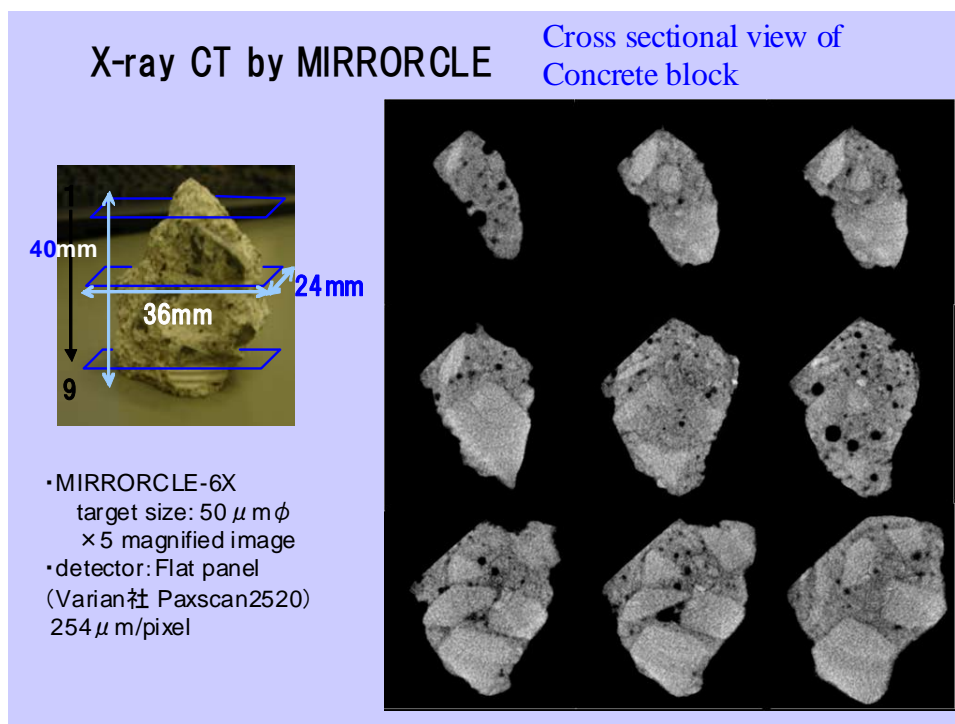 X-ray CT by MIRRORCLE
Cross sectional view of
Concrete block
1
40mm
24mm
36mm
9
・MIRRORCLE-6X
target size: 50μmφ
×5 magnified image
・detector:Flat panel
(Varian社 Paxscan2520)
254μm/pixel